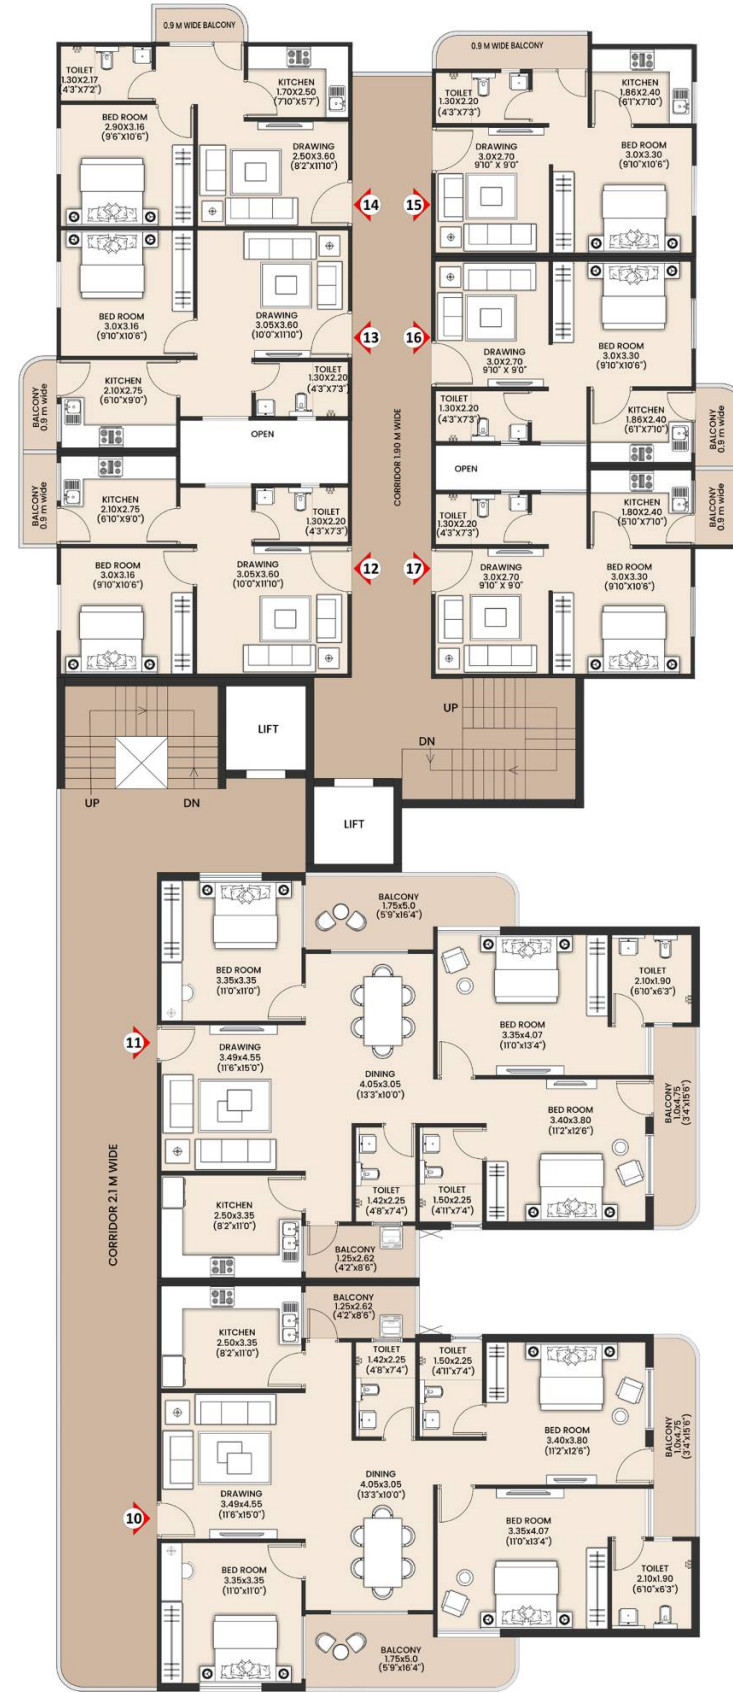 0.9 M WIDE BALCONY
TOILET
1.30X2.17
(4'3"X7'2")
KITCHEN
1.70X2.50
(7'10"X5'7")
BED ROOM
2.90X3.16
(9'6"X10'6")
DRAWING
2.50X3.60
(8'2"X11'10")
14
BED ROOM
3.0X3.16
(9'10"X10'6")
DRAWING
3.05X3.60
(10'0"X11'10")
13
KITCHEN
2.10X2.75
(6'10"X9'0")
TOILET
1.30X2.20
(4'3"X7'3")
BALCONY
0.9 m wide
OPEN
BALCONY
0.9 m wide
KITCHEN
2.10X2.75
(6'10"X9'0")
TOILET
1.30X2.20
(4'3"X7'3")
BED ROOM
3.0X3.16
(9'10"X10'6")
DRAWING
3.05X3.60
(10'0"X11'10")
12
CORRIDOR 1.90 M WIDE
0.9 M WIDE BALCONY
TOILET
1.30X2.20
(4'3"X7'3")
KITCHEN
1.86X2.40
(6'1"X7'10")
DRAWING
3.0X2.70
9'10" X 9'0"
BED ROOM
3.0X3.30
(9'10"X10'6")
15
16
DRAWING
3.0X2.70
9'10" X 9'0"
BED ROOM
3.0X3.30
(9'10"X10'6")
TOILET
1.30X2.20
(4'3"X7'3")
KITCHEN
1.86X2.40
(6'1"X7'10")
BALCONY
0.9 m wide
OPEN
TOILET
1.30X2.20
(4'3"X7'3")
KITCHEN
1.80X2.40
(5'10"X7'10")
BALCONY
0.9 m wide
17
DRAWING
3.0X2.70
9'10" X 9'0"
BED ROOM
3.0X3.30
(9'10"X10'6")
UP
DN
LIFT
UP
DN
LIFT
CORRIDOR 2.1 M WIDE
BALCONY
1.75x5.0
(5'9"x16'4")
BED ROOM
3.35x3.35
(11'0"x11'0")
BED ROOM
3.35x4.07
(11'0"x13'4")
TOILET
2.10x1.90
(6'10"x6'3")
11
DRAWING
3.49x4.55
(11'6"x15'0")
DINING
4.05x3.05
(13'3"x10'0")
BED ROOM
3.40x3.80
(11'2"x12'6")
BALCONY
1.0x4.75
(3'4"x15'6")
KITCHEN
2.50x3.35
(8'2"x11'0")
TOILET
1.42x2.25
(4'8"x7'4")
TOILET
1.50x2.25
(4'11"x7'4")
BALCONY
1.25x2.62
(4'2"x8'6")
BALCONY
1.25x2.62
(4'2"x8'6")
KITCHEN
2.50x3.35
(8'2"x11'0")
TOILET
1.42x2.25
(4'8"x7'4")
TOILET
1.50x2.25
(4'11"x7'4")
BED ROOM
3.40x3.80
(11'2"x12'6")
BALCONY
1.0x4.75
(3'4"x15'6")
DRAWING
3.49x4.55
(11'6"x15'0")
DINING
4.05x3.05
(13'3"x10'0")
10
BED ROOM
3.35x4.07
(11'0"x13'4")
BED ROOM
3.35x3.35
(11'0"x11'0")
TOILET
2.10x1.90
(6'10"x6'3")
BALCONY
1.75x5.0
(5'9"x16'4")